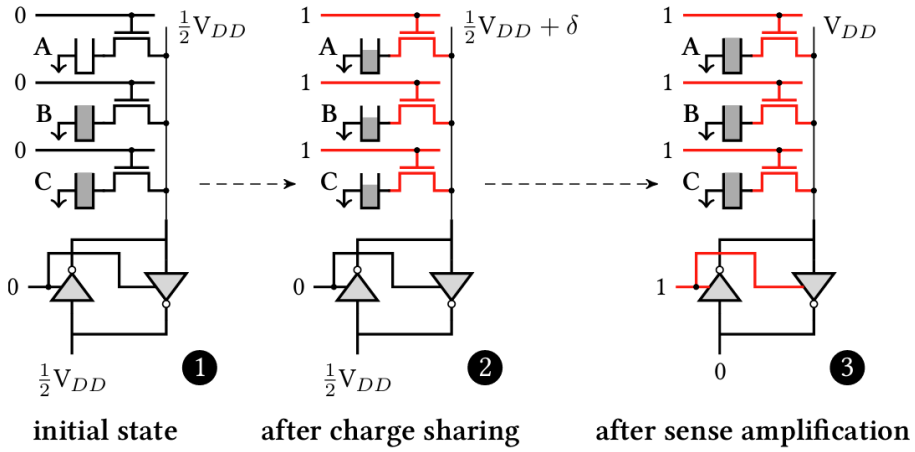 0 ½V_DD 1 ½V_DD + δ 1 V_DD
A A A
0 1 1
B B B
0 1 1
C C C
0 0 1
½V_DD 1 ½V_DD 2 0 3
initial state after charge sharing after sense amplification